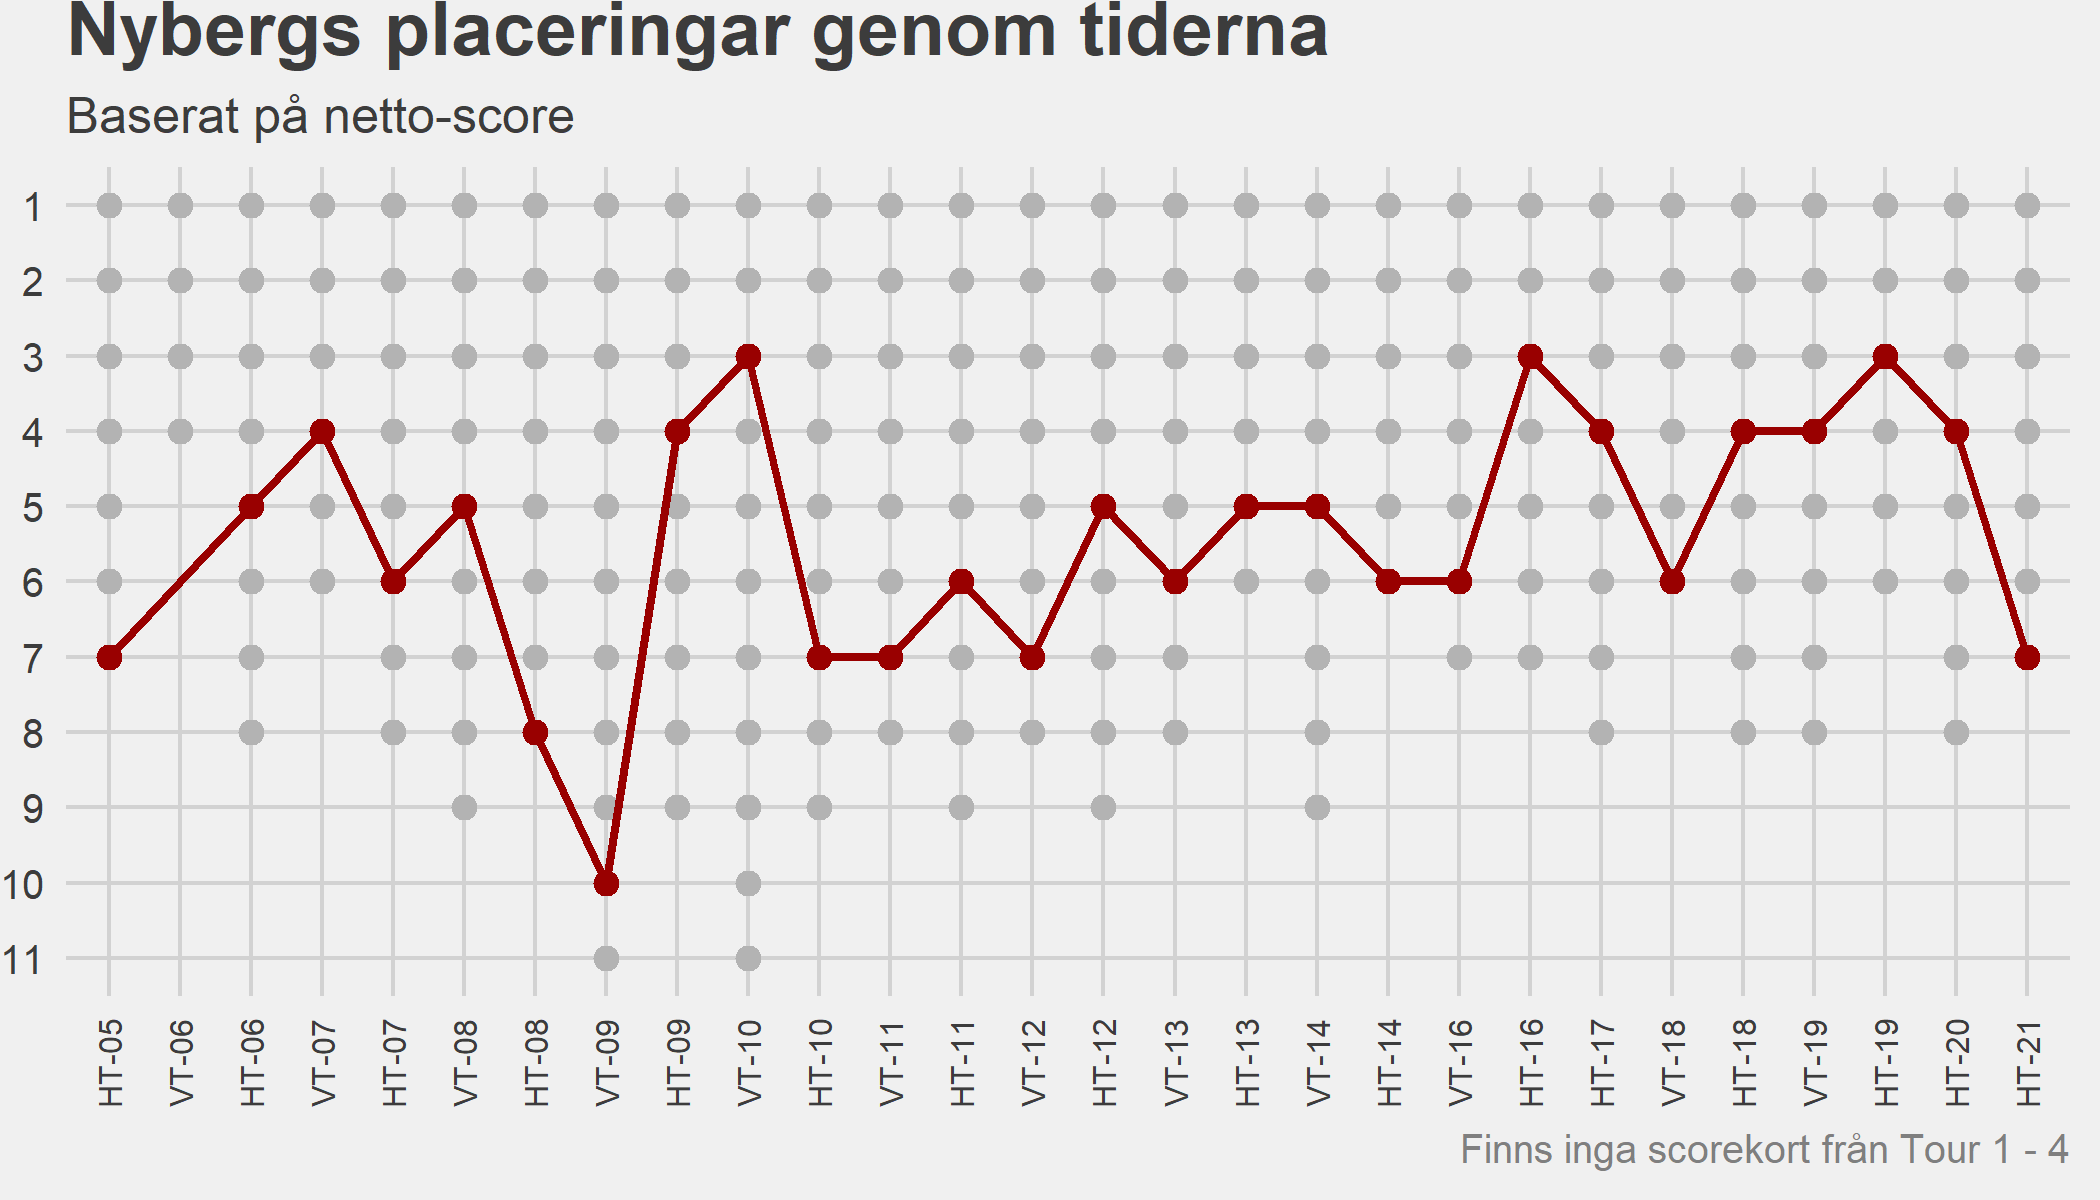 Nybergs placeringar genom tiderna
Baserat på netto-score
1
2
3
4
5
6
7
8
9
10
11
HT-05
VT-06
HT-06
VT-07
HT-07
VT-08
HT-08
VT-09
HT-09
VT-10
HT-10
VT-11
HT-11
VT-12
HT-12
VT-13
HT-13
VT-14
HT-14
VT-16
HT-16
HT-17
VT-18
HT-18
VT-19
HT-19
HT-20
HT-21
Finns inga scorekort från Tour 1 - 4